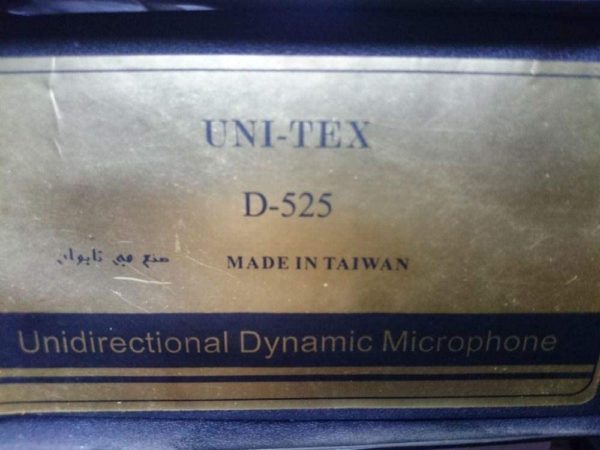 UNI-TEX
D-525
صنع في تايوان MADE IN TAIWAN
Unidirectional Dynamic Microphone